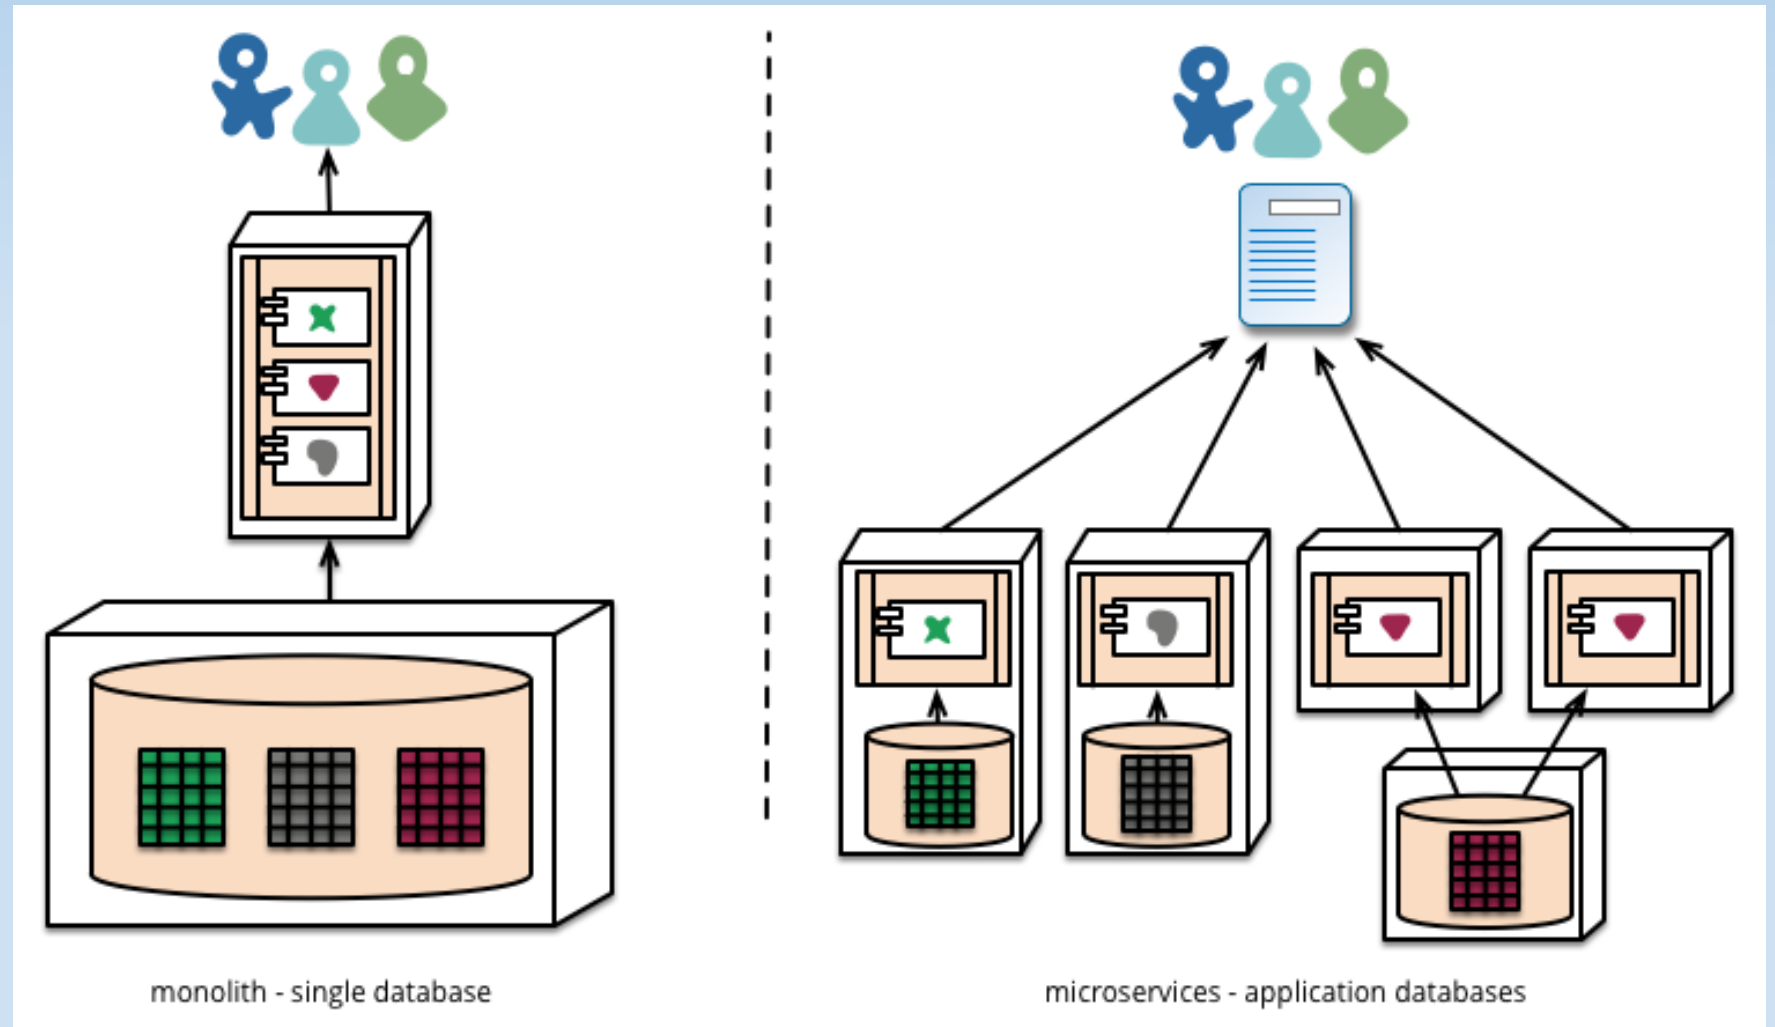 monolith - single database
microservices - application databases